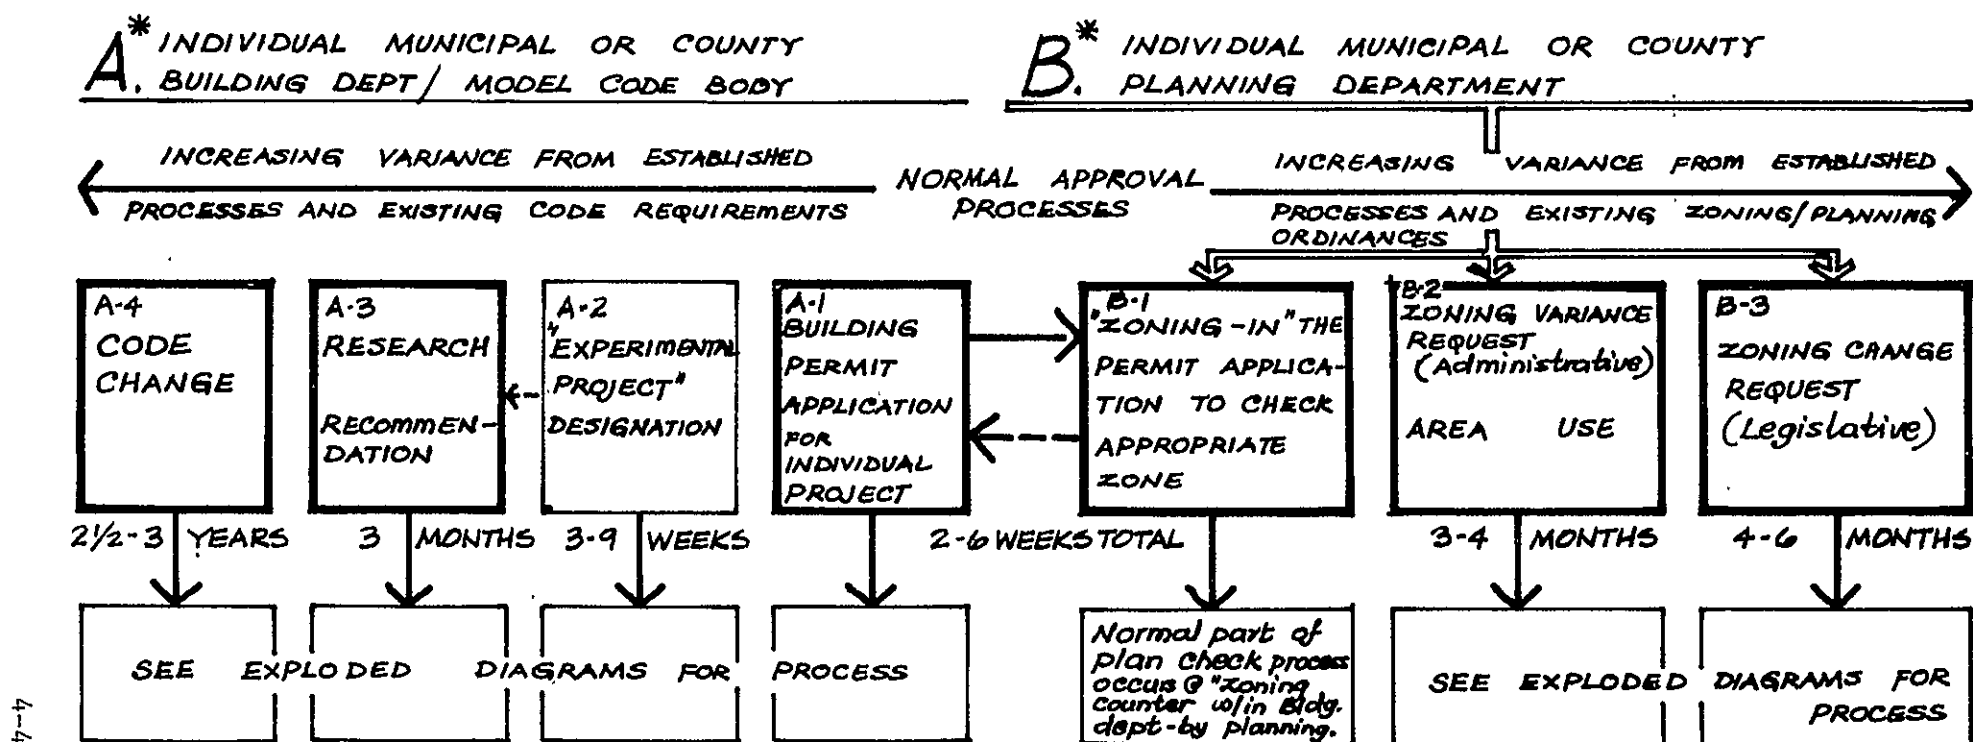 A.* INDIVIDUAL MUNICIPAL OR COUNTY
BUILDING DEPT/ MODEL CODE BODY
B.* INDIVIDUAL MUNICIPAL OR COUNTY
PLANNING DEPARTMENT
INCREASING VARIANCE FROM ESTABLISHED
PROCESSES AND EXISTING CODE REQUIREMENTS
NORMAL APPROVAL
PROCESSES
INCREASING VARIANCE FROM ESTABLISHED
PROCESSES AND EXISTING ZONING/PLANNING
ORDINANCES
A-4
CODE
CHANGE
A-3
RESEARCH
RECOMMEN-
DATION
A-2
"EXPERIMENTAL
PROJECT"
DESIGNATION
A-1
BUILDING
PERMIT
APPLICATION
FOR
INDIVIDUAL
PROJECT
B-1
"ZONING-IN" THE
PERMIT APPLICA-
TION TO CHECK
APPROPRIATE
ZONE
B-2
ZONING VARIANCE
REQUEST
(Administrative)
AREA USE
B-3
ZONING CHANGE
REQUEST
(Legislative)
2½-3 YEARS
3 MONTHS
3-9 WEEKS
2-6 WEEKS TOTAL
3-4 MONTHS
4-6 MONTHS
SEE EXPLODED DIAGRAMS FOR PROCESS
Normal part of
plan check process
occurs @ "zoning
counter w/in Bldg.
dept-by planning.
SEE EXPLODED DIAGRAMS FOR
PROCESS
4-4